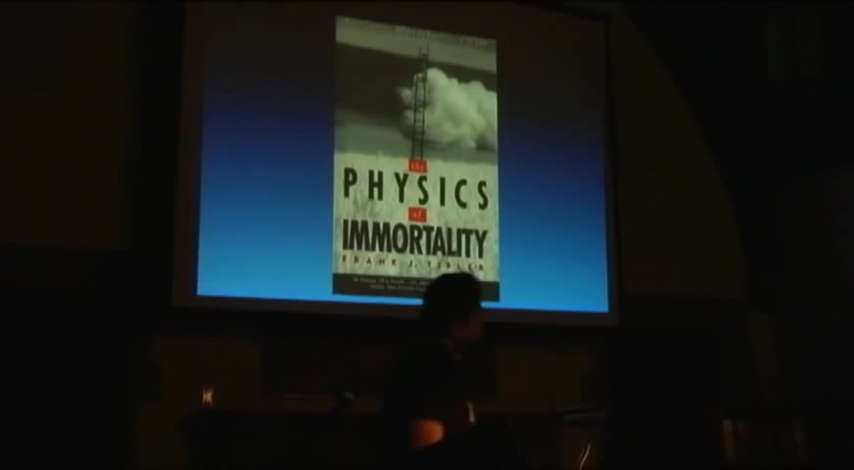 the
PHYSICS
of
IMMORTALITY
FRANK J. TIPLER